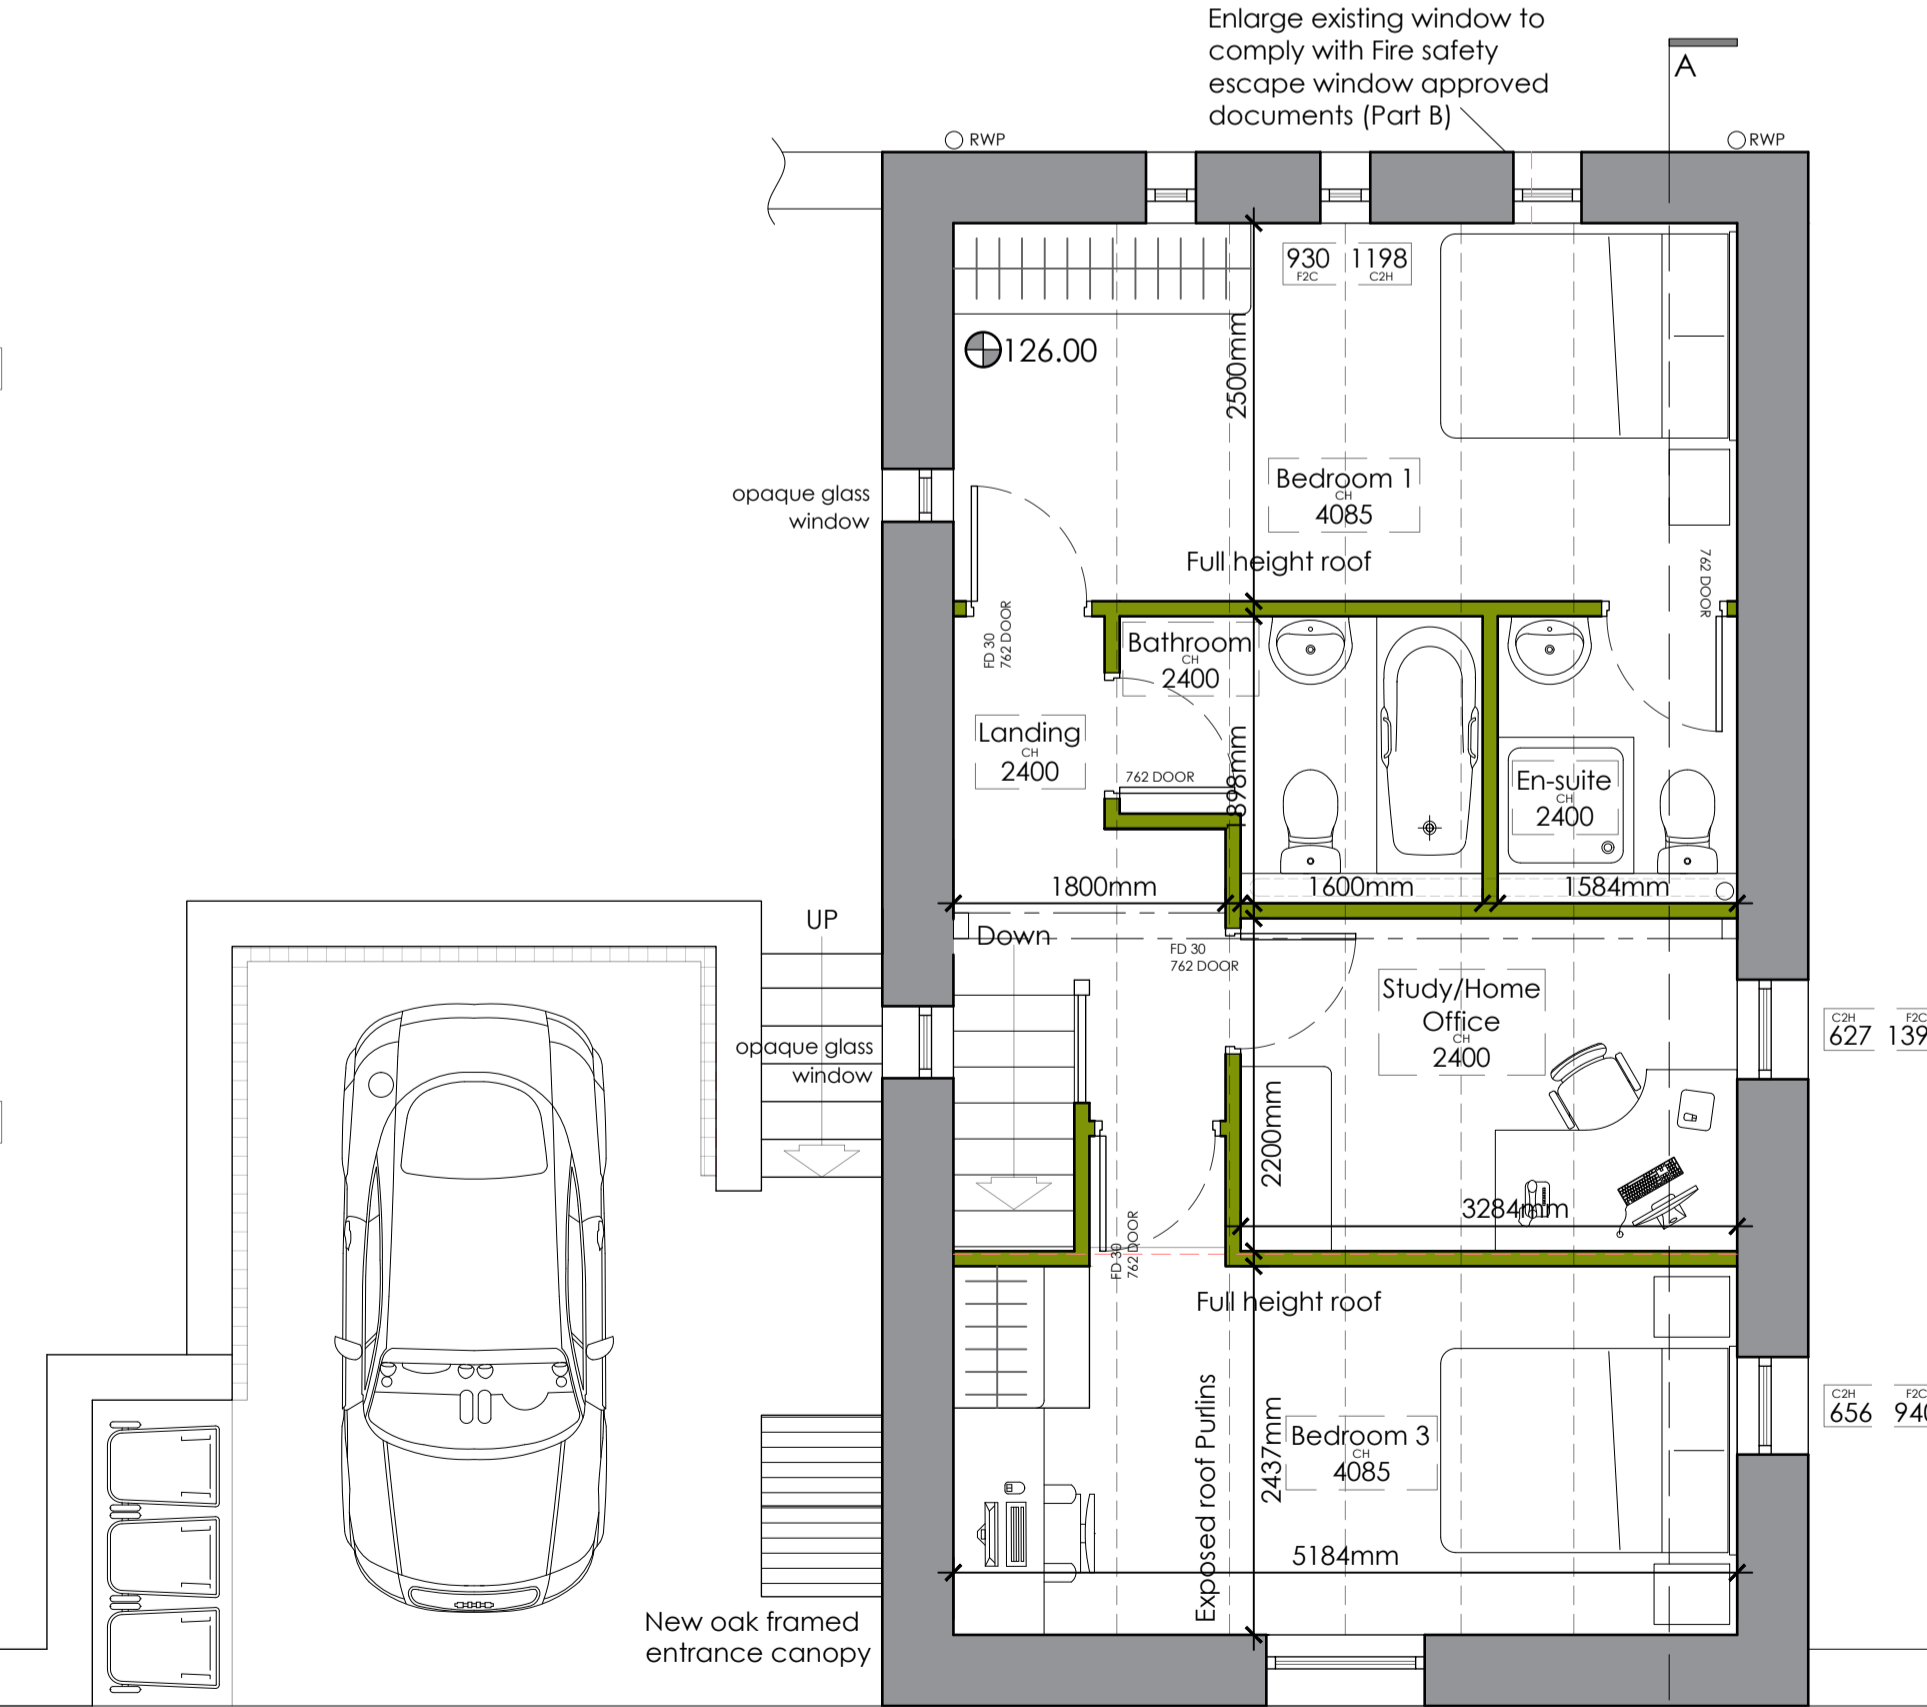 Enlarge existing window to
comply with Fire safety
escape window approved
documents (Part B)
A
RWP
RWP
930 1198
F2C C2H
126.00
2500mm
opaque glass
window
Bedroom 1
CH
4085
Full height roof
762 DOOR
FD 30
762 DOOR
Bathroom
CH
2400
Landing
CH
2400
762 DOOR
En-suite
CH
2400
1800mm
1600mm
1584mm
UP
Down
FD 30
762 DOOR
Study/Home
Office
CH
2400
C2H F2C
627 139
opaque glass
window
2200mm
3284mm
FD 30
762 DOOR
Full height roof
Exposed roof Purlins
2437mm
Bedroom 3
CH
4085
C2H F2C
656 940
5184mm
New oak framed
entrance canopy